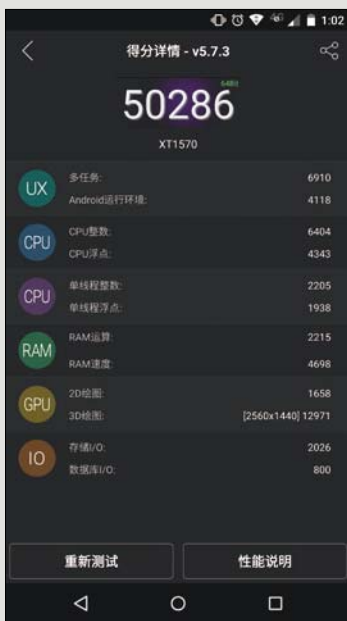 4G 1:02
得分详情 - v5.7.3
64位
50286
XT1570
UX 多任务: 6910
Android运行环境: 4118
CPU CPU整数: 6404
CPU浮点: 4343
CPU 单线程整数: 2205
单线程浮点: 1938
RAM RAM运算: 2215
RAM速度: 4698
GPU 2D绘图: 1658
3D绘图: [2560x1440] 12971
IO 存储I/O: 2026
数据库I/O: 800
重新测试 性能说明